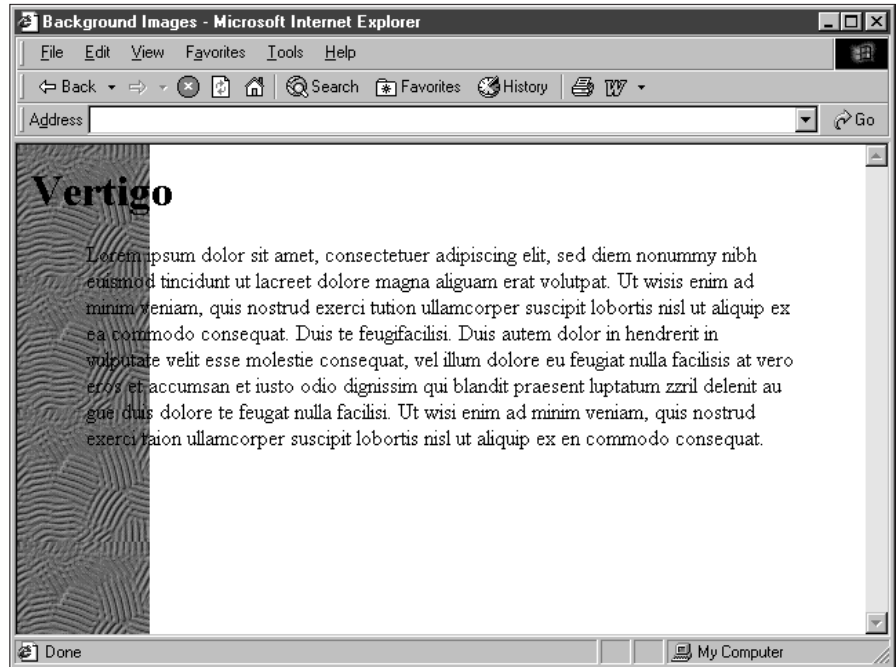 Background Images - Microsoft Internet Explorer
File Edit View Favorites Tools Help
Back Search Favorites History
Address Go
Vertigo
Lorem ipsum dolor sit amet, consectetuer adipiscing elit, sed diem nonummy nibh
euismod tincidunt ut lacreet dolore magna aliguam erat volutpat. Ut wisis enim ad
minim veniam, quis nostrud exerci tution ullamcorper suscipit lobortis nisl ut aliquip ex
ea commodo consequat. Duis te feugifacilisi. Duis autem dolor in hendrerit in
vulputate velit esse molestie consequat, vel illum dolore eu feugiat nulla facilisis at vero
eros et accumsan et iusto odio dignissim qui blandit praesent luptatum zzril delenit au
gue duis dolore te feugat nulla facilisi. Ut wisi enim ad minim veniam, quis nostrud
exerci taion ullamcorper suscipit lobortis nisl ut aliquip ex en commodo consequat.
Done My Computer